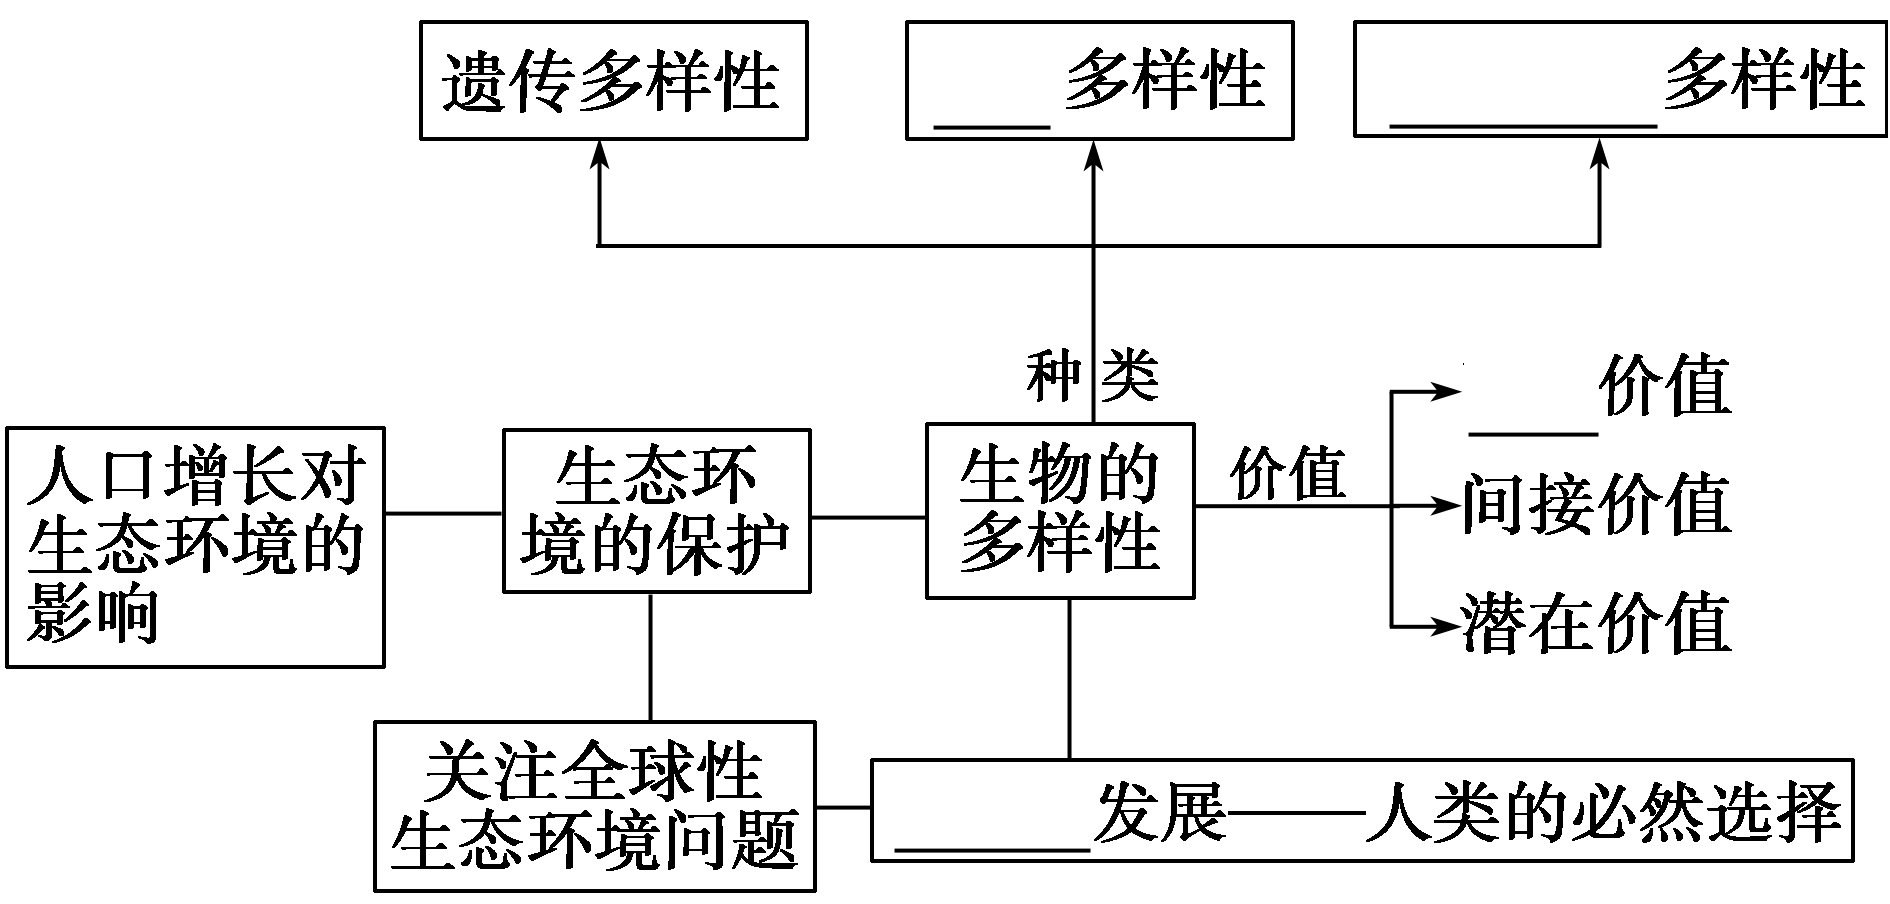 遗传多样性
多样性
多样性
种类
价值
价值
间接价值
潜在价值
人口增长对
生态环境的
影响
生态环
境的保护
生物的
多样性
关注全球性
生态环境问题
发展——人类的必然选择